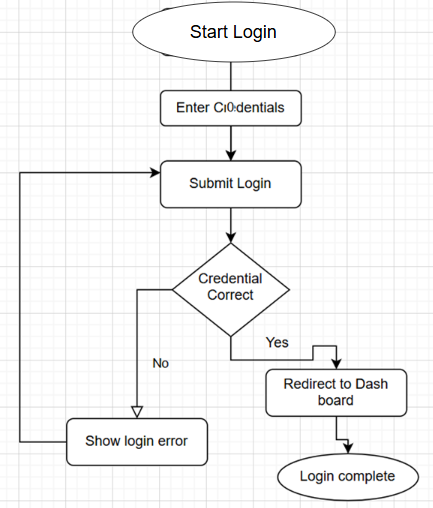 Start Login
Enter
Submit Login
Credential
Correct
Yes
No
Redirect to Dash
board
Show login error
Login complete